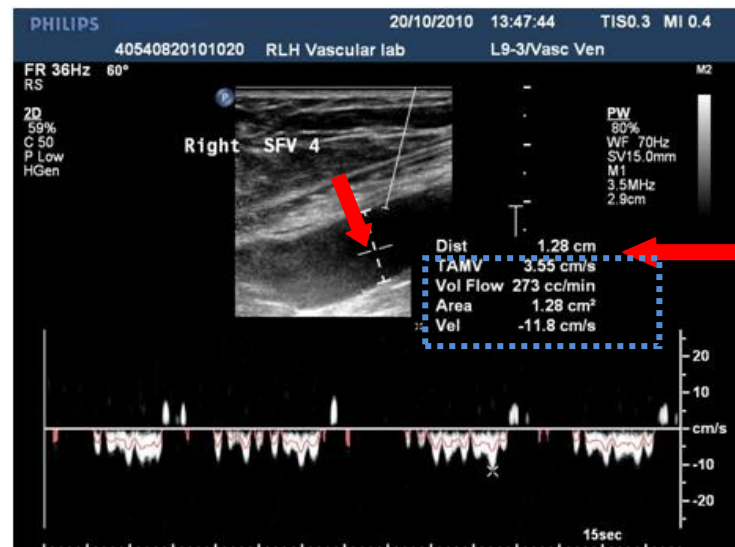 PHILIPS 20/10/2010 13:47:44 TIS0.3 MI 0.4
40540820101020 RLH Vascular lab L9-3/Vasc Ven
FR 36Hz 60°
RS
M2
2D
59%
C 50
P Low
HGen
P
Right SFV 4
PW
80%
WF 70Hz
SV15.0mm
M1
3.5MHz
2.9cm
Dist 1.28 cm
TAMV 3.55 cm/s
Vol Flow 273 cc/min
Area 1.28 cm²
Vel -11.8 cm/s
20
10
cm/s
-10
-20
15sec